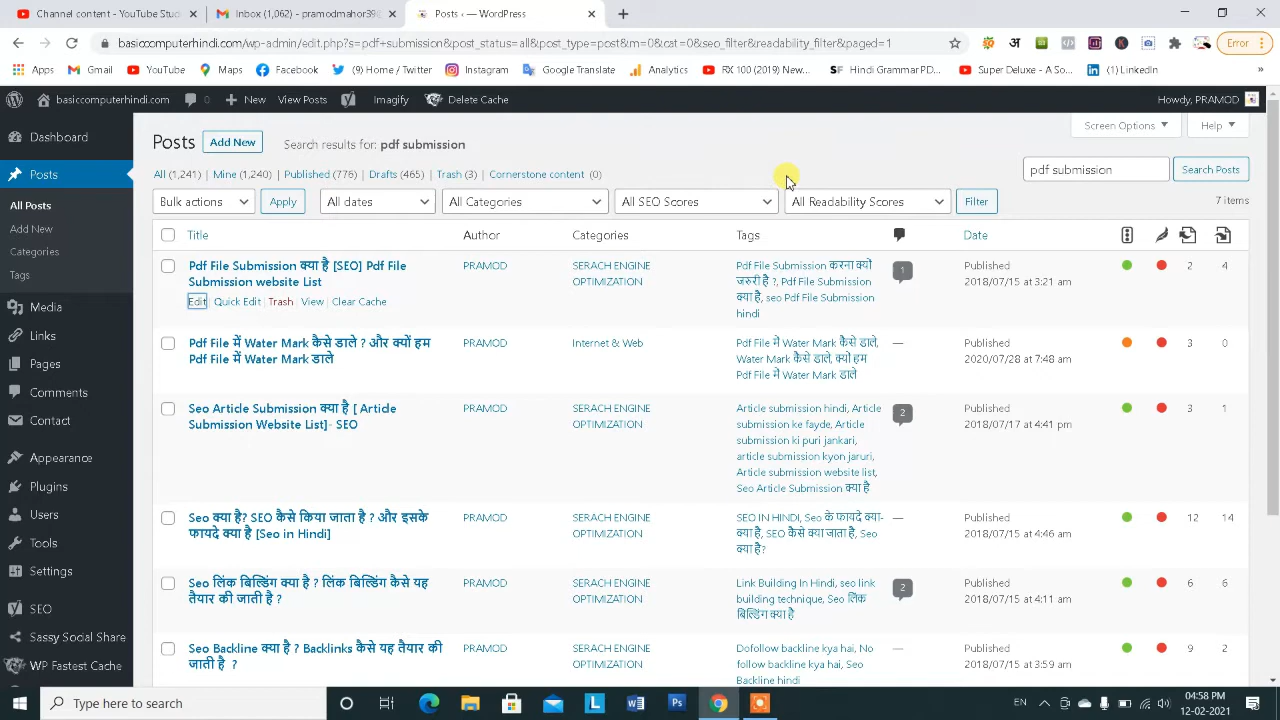 Content - YouTube Stud
Inbox (1,062) - pramodmahor39@
Posts ‹ — WordPress
basiccomputerhindi.com/wp-admin/edit.php?s=pdf+submission&post_status=all&post_type=post&m=0&cat=0&seo_filter&readability_filter&paged=1
Error
Apps
Gmail
YouTube
Maps
Facebook
(9) Home / Twitter
Instagram
Google Translate
Analytics
RX 100 (2019) New...
SF Hindi Grammar PD...
Super Deluxe - A So...
(1) LinkedIn
»
basiccomputerhindi.com
0
New
View Posts
Imagify
Delete Cache
Howdy, PRAMOD
Dashboard
Posts
All Posts
Add New
Categories
Tags
Media
Links
Pages
Comments
Contact
Appearance
Plugins
Users
Tools
Settings
SEO
Sassy Social Share
WP Fastest Cache
Screen Options
Help
Posts
Add New
Search results for: pdf submission
All (1,241) | Mine (1,240) | Published (776) | Drafts (465) | Trash (3) | Cornerstone content (0)
pdf submission
Search Posts
Bulk actions
Apply
All dates
All Categories
All SEO Scores
All Readability Scores
Filter
7 items
Title
Author
Categories
Tags
Date
Pdf File Submission क्या है [SEO] Pdf File
Submission website List
Edit | Quick Edit | Trash | View | Clear Cache
PRAMOD
SERACH ENGINE
OPTIMIZATION
Pdf File Submission करना क्यों
जरुरी है ?, Pdf File Submission
क्या है, seo Pdf File Submission
hindi
1
Published
2018/07/15 at 3:21 am
2
4
Pdf File में Water Mark कैसे डाले ? और क्यों हम
Pdf File में Water Mark डाले
PRAMOD
Internet & Web
Pdf File में Water Mark कैसे डाले,
Water Mark कैसे डाले, क्यों हम
Pdf File में Water Mark डाले
—
Published
2020/07/28 at 7:48 am
3
0
Seo Article Submission क्या है [ Article
Submission Website List]- SEO
PRAMOD
SERACH ENGINE
OPTIMIZATION
Article submission hindi, Article
submission ke fayde, Article
submission ki puri jankari,
article submission kyon jaruri,
Article submission website list,
Seo Article Submission क्या है
2
Published
2018/07/17 at 4:41 pm
3
1
Seo क्या है? SEO कैसे किया जाता है ? और इसके
फायदे क्या है [Seo in Hindi]
PRAMOD
SERACH ENGINE
OPTIMIZATION
SEO IN HINDI, Seo के फायदे क्या-
क्या है, SEO कैसे क्या जाता है, Seo
क्या है?
—
Published
2018/07/15 at 4:46 am
12
14
Seo लिंक बिल्डिंग क्या है ? लिंक बिल्डिंग कैसे यह
तैयार की जाती है ?
PRAMOD
SERACH ENGINE
OPTIMIZATION
Link Building In Hindi, seo link
building technique, Seo लिंक
बिल्डिंग क्या है
2
Published
2018/07/15 at 4:11 am
6
6
Seo Backline क्या है ? Backlinks कैसे यह तैयार की
जाती है ?
PRAMOD
SERACH ENGINE
OPTIMIZATION
Dofollow backline kya hai, No
follow backline kya hai, Seo
Backline hindi
—
Published
2018/07/15 at 3:59 am
9
2
Type here to search
EN
04:58 PM
12-02-2021